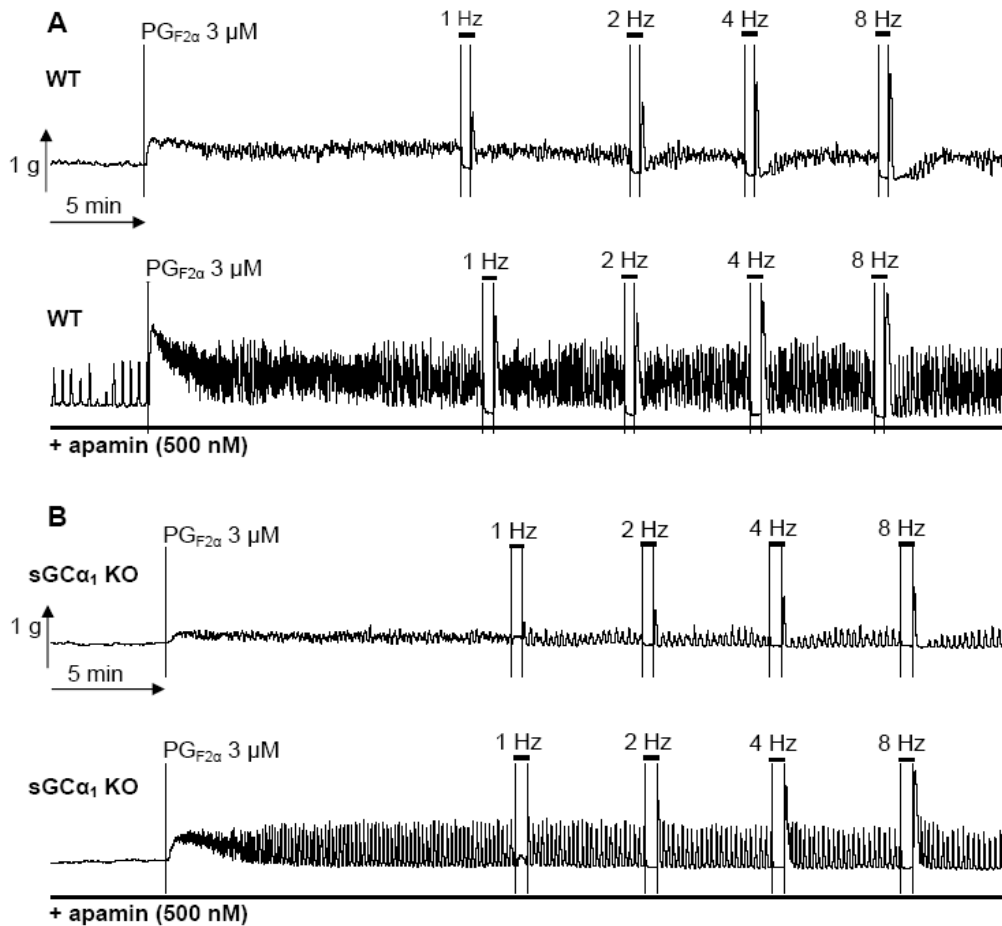 A
PGF2α 3 µM
1 Hz
2 Hz
4 Hz
8 Hz
WT
1 g
5 min
PGF2α 3 µM
1 Hz
2 Hz
4 Hz
8 Hz
WT
+ apamin (500 nM)
B
PGF2α 3 µM
1 Hz
2 Hz
4 Hz
8 Hz
sGCα1 KO
1 g
5 min
PGF2α 3 µM
1 Hz
2 Hz
4 Hz
8 Hz
sGCα1 KO
+ apamin (500 nM)